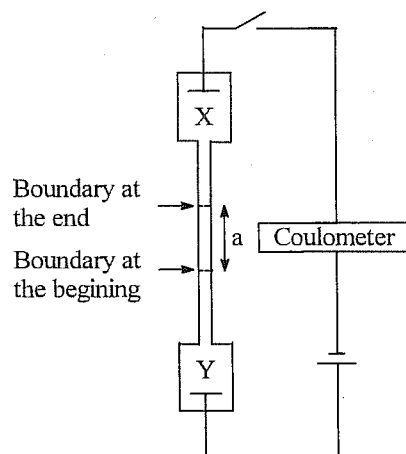 X
Boundary at
the end
a
Coulometer
Boundary at
the begining
Y